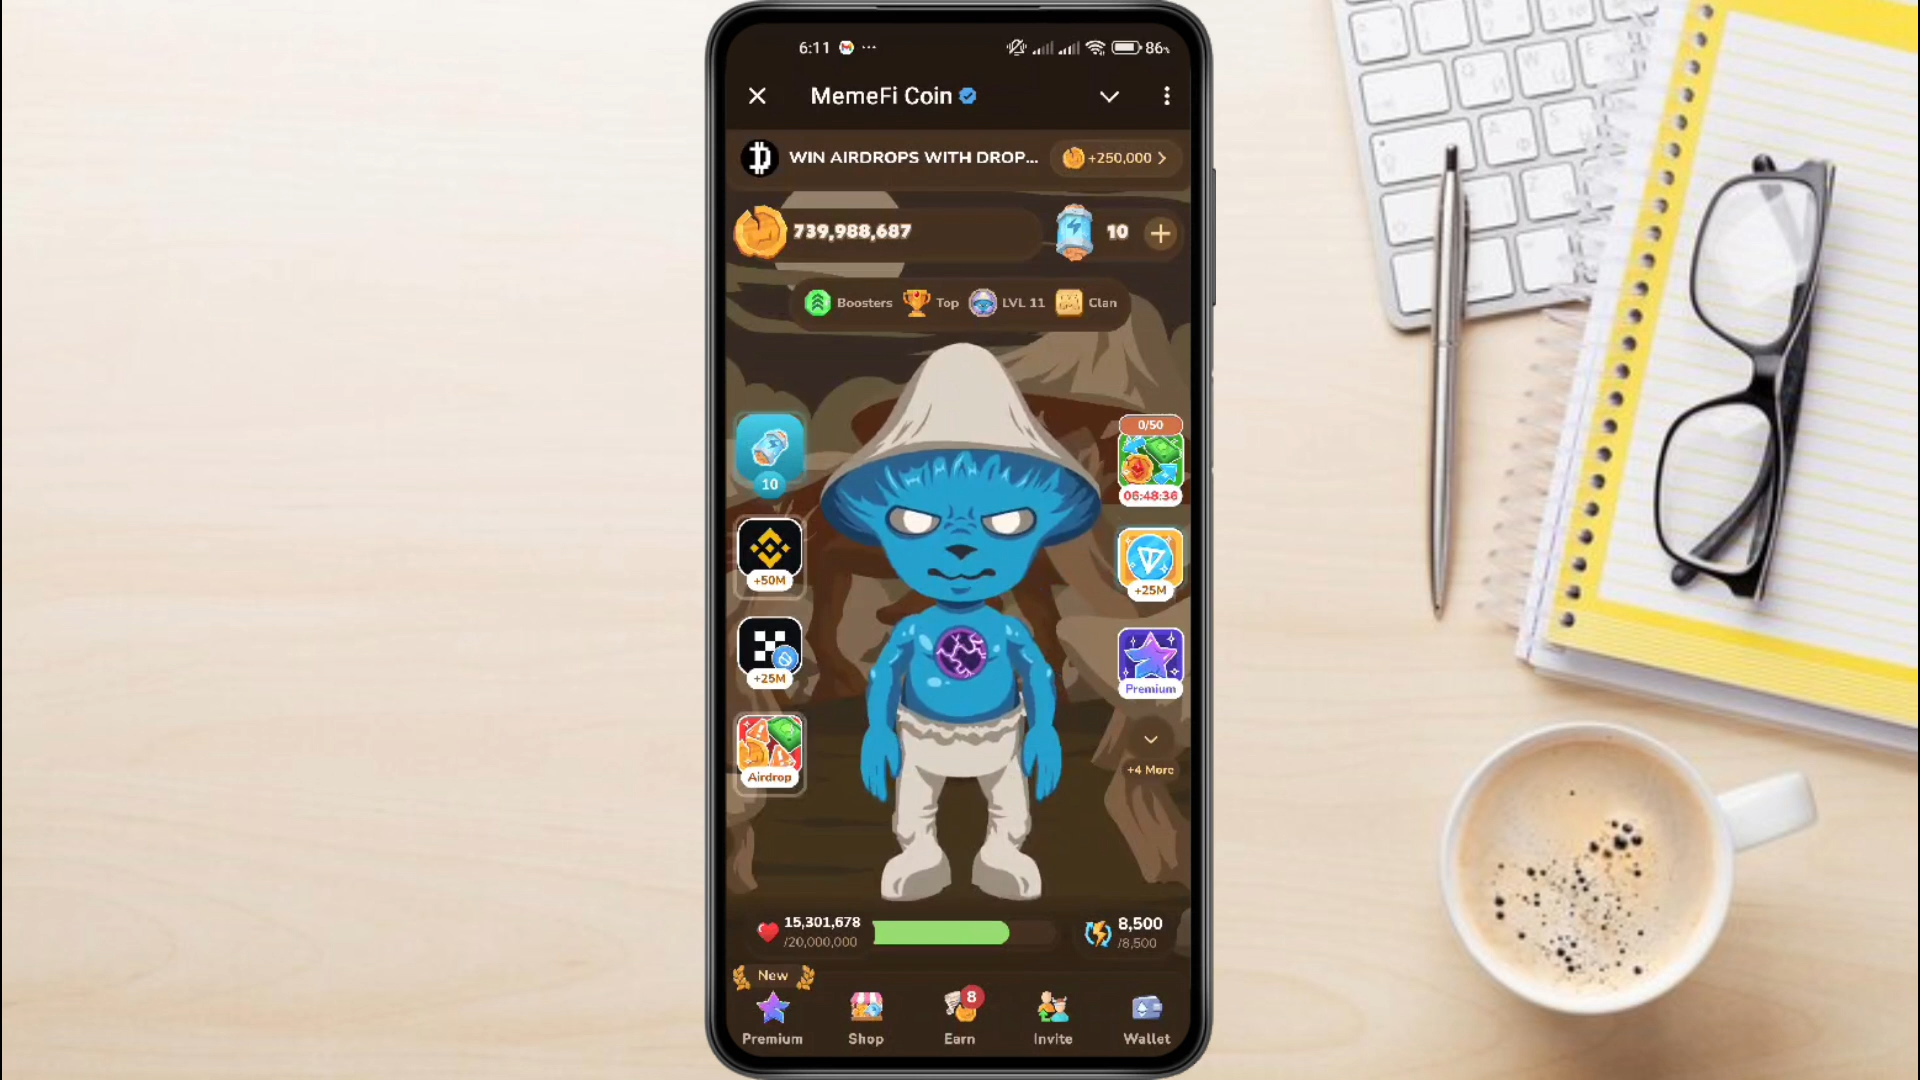 6:11 ... 86%
MemeFi Coin
WIN AIRDROPS WITH DROP... +250,000
739,988,687 10
Boosters Top LVL 11 Clan
0/50
06:48:36
10
+50M
+25M
+25M
Premium
Airdrop
+4 More
15,301,678
/20,000,000
8,500
/8,500
New
8
Premium Shop Earn Invite Wallet